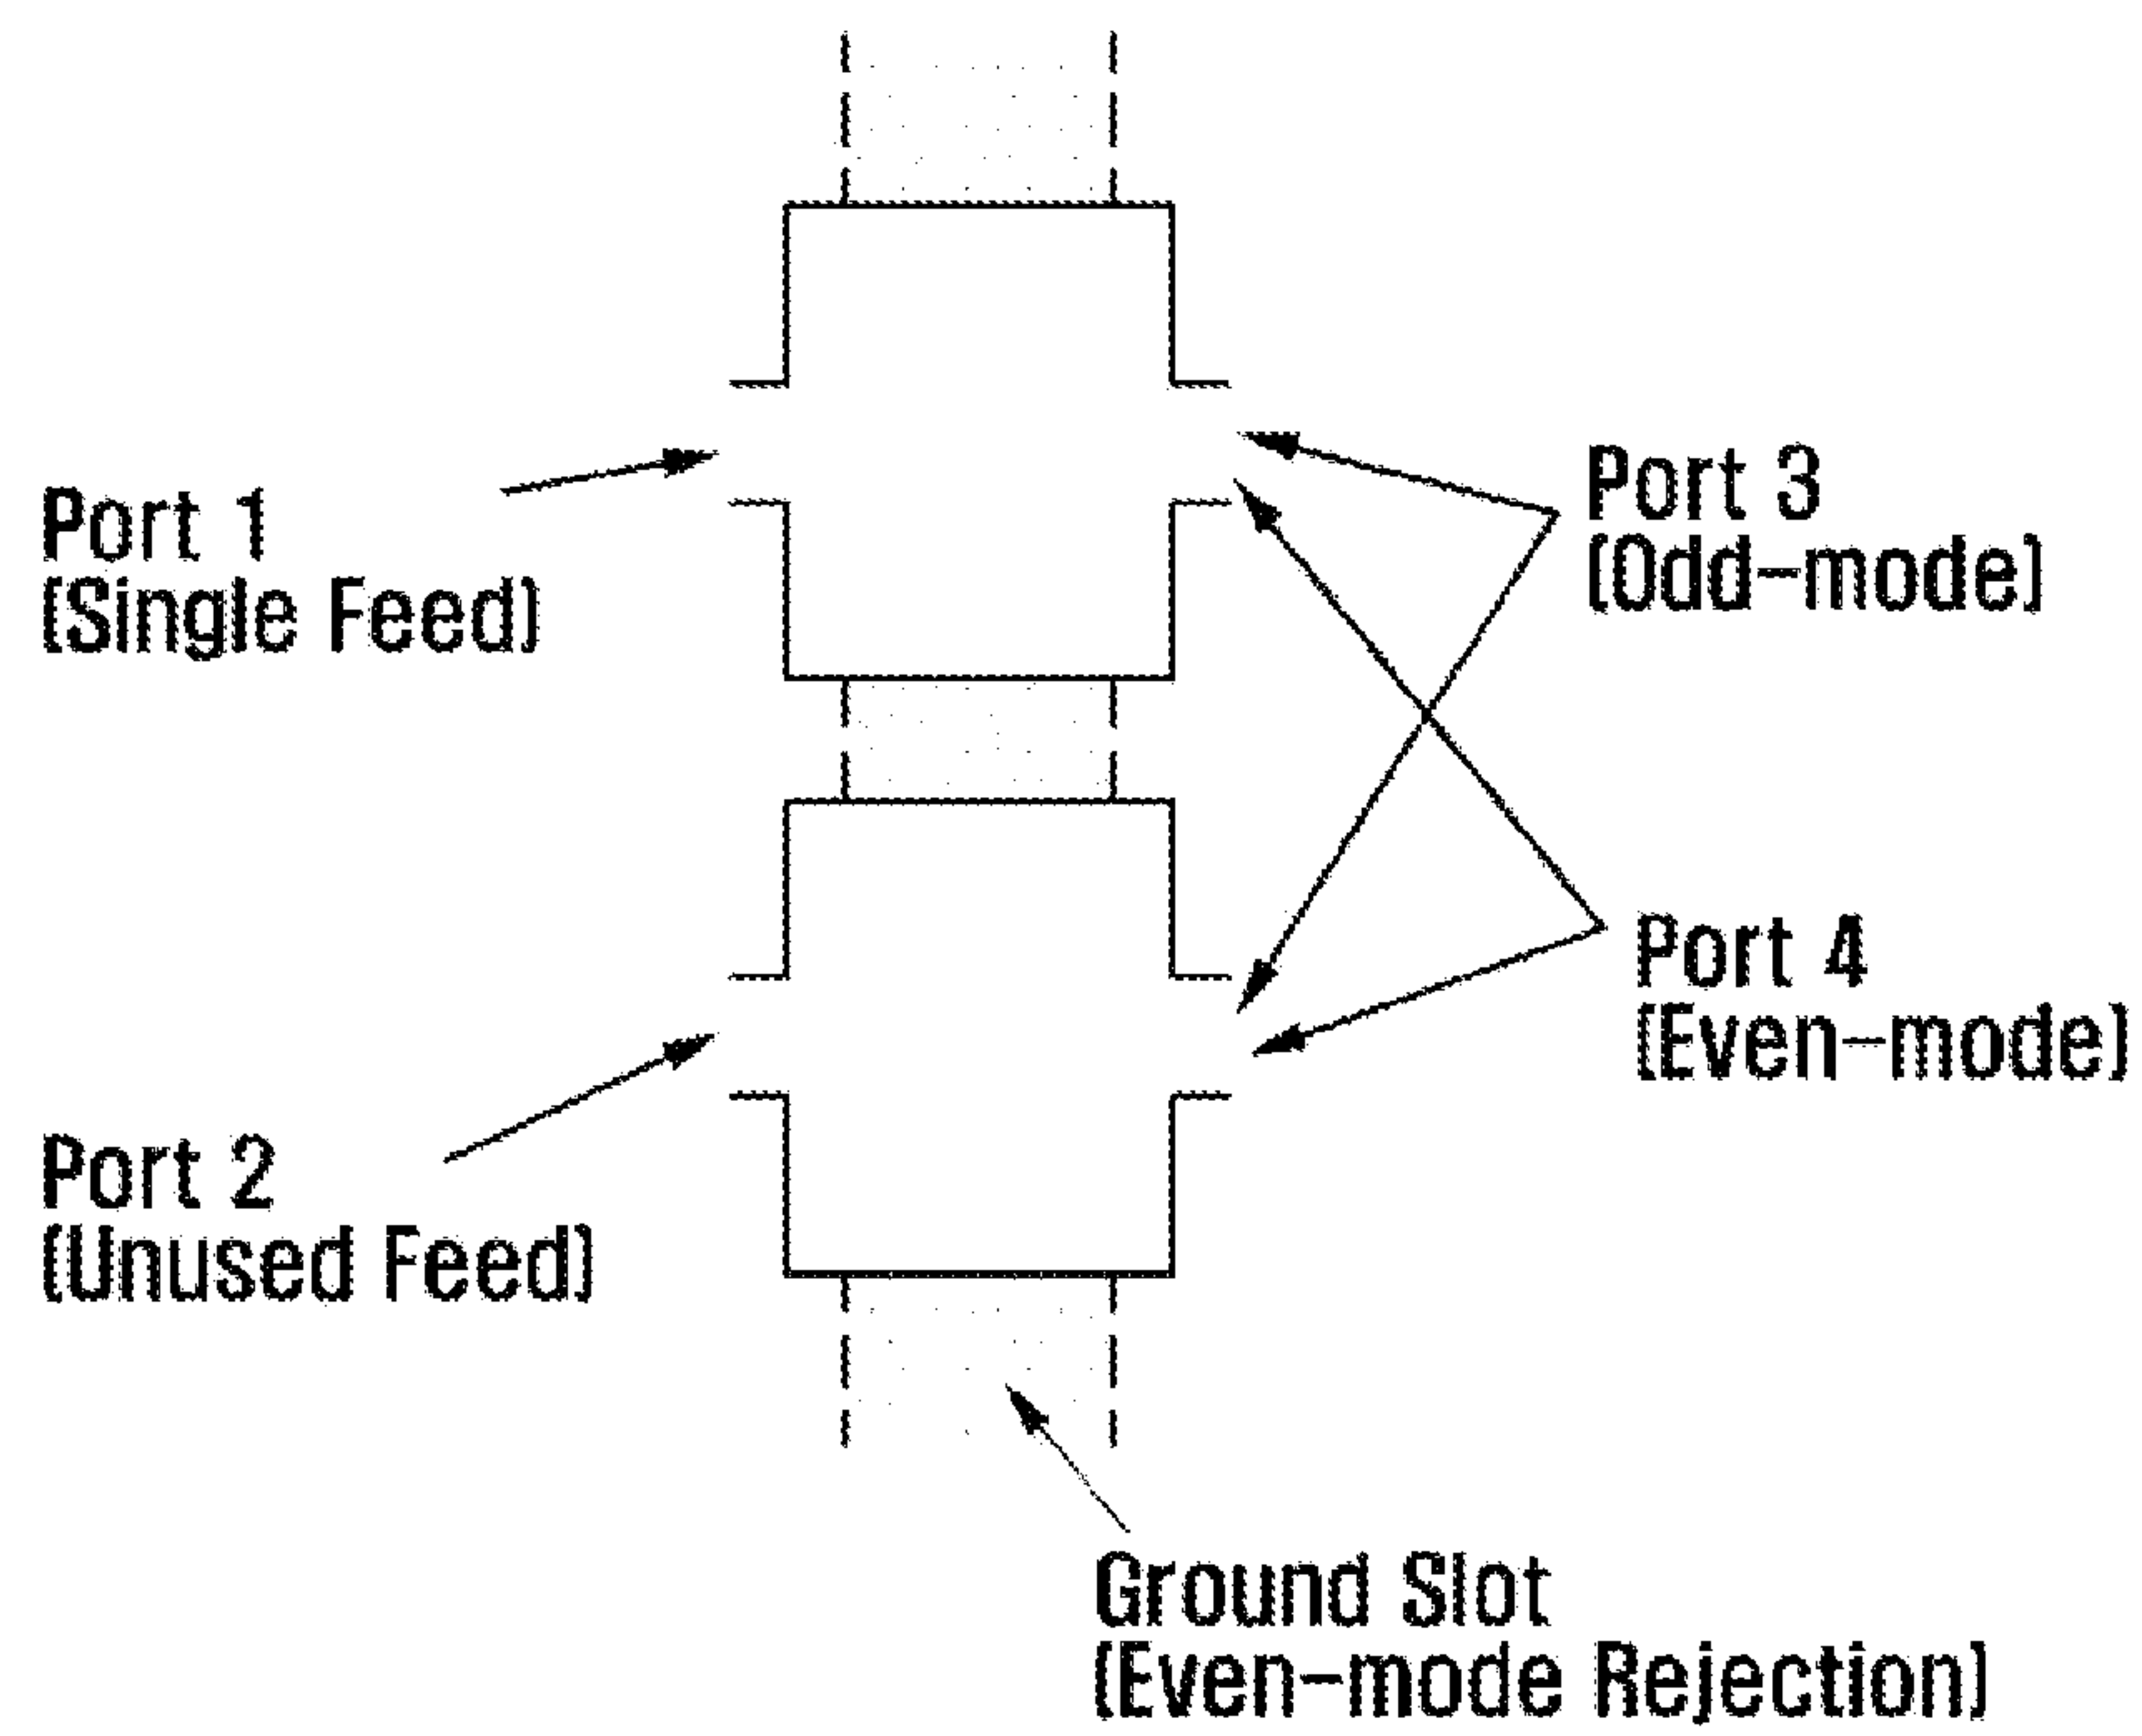 Port 1
(Single Feed)
Port 3
(Odd-mode)
Port 4
(Even-mode)
Port 2
(Unused Feed)
Ground Slot
(Even-mode Rejection)